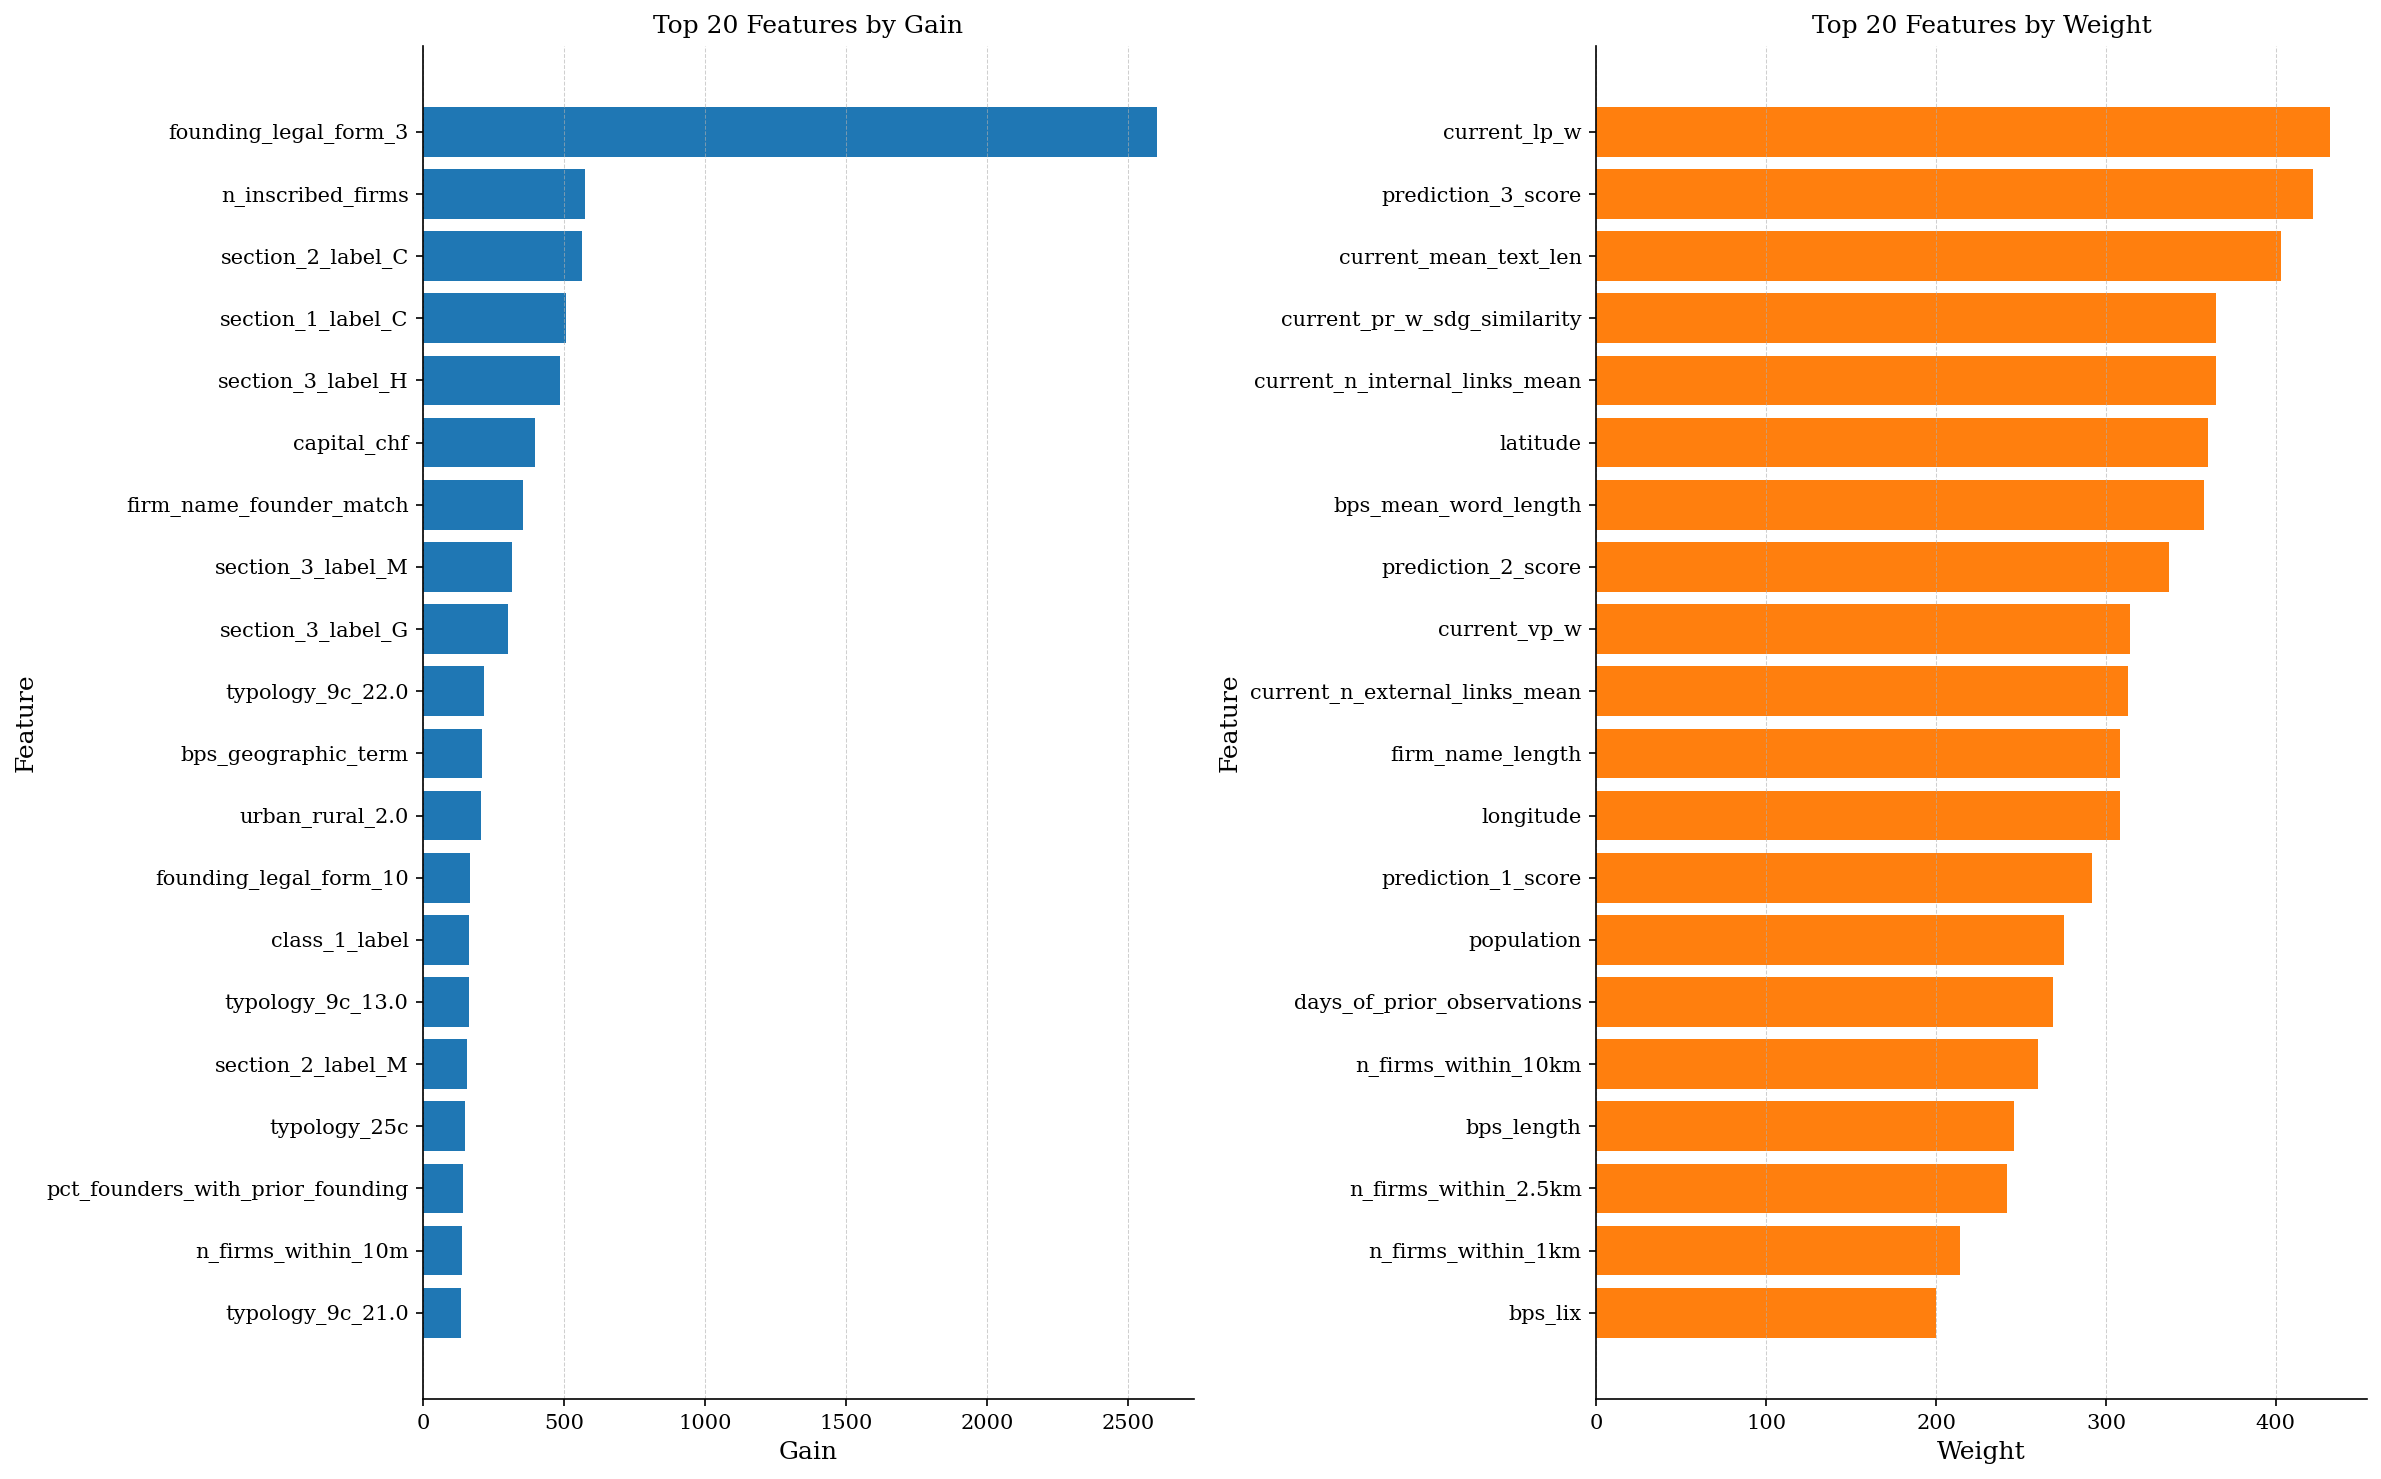 Top 20 Features by Gain
founding_legal_form_3
n_inscribed_firms
section_2_label_C
section_1_label_C
section_3_label_H
capital_chf
firm_name_founder_match
section_3_label_M
section_3_label_G
typology_9c_22.0
bps_geographic_term
urban_rural_2.0
founding_legal_form_10
class_1_label
typology_9c_13.0
section_2_label_M
typology_25c
pct_founders_with_prior_founding
n_firms_within_10m
typology_9c_21.0
Feature
0 500 1000 1500 2000 2500
Gain
Top 20 Features by Weight
current_lp_w
prediction_3_score
current_mean_text_len
current_pr_w_sdg_similarity
current_n_internal_links_mean
latitude
bps_mean_word_length
prediction_2_score
current_vp_w
current_n_external_links_mean
firm_name_length
longitude
prediction_1_score
population
days_of_prior_observations
n_firms_within_10km
bps_length
n_firms_within_2.5km
n_firms_within_1km
bps_lix
Feature
0 100 200 300 400
Weight